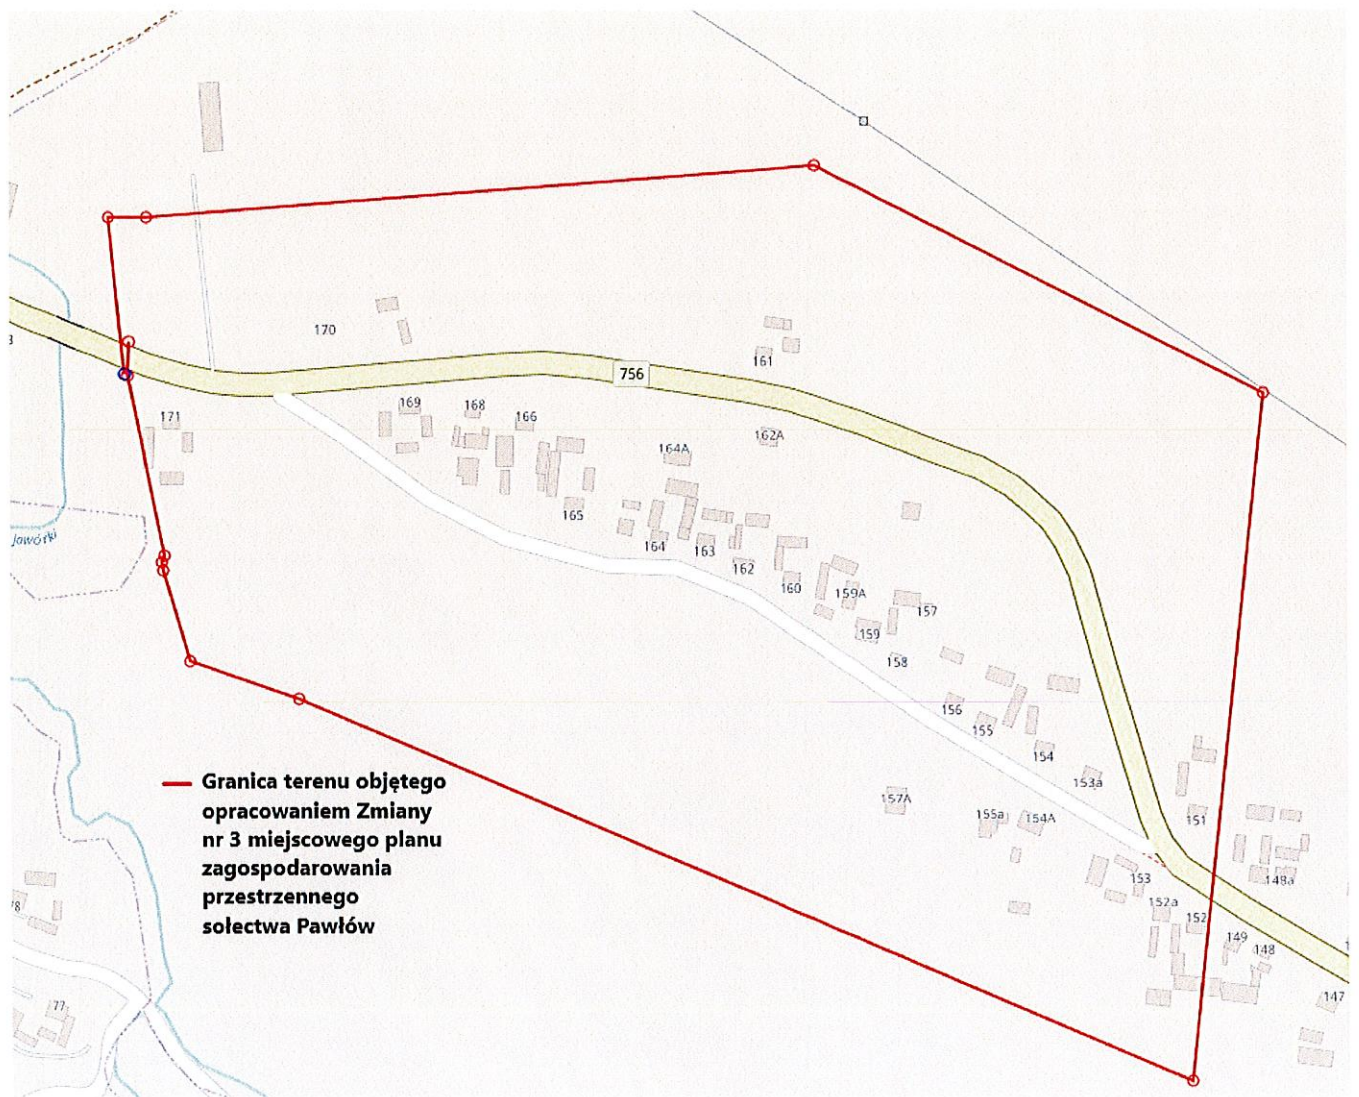 170
161
756
171
169
168
166
162A
164A
165
164
163
162
160
159A
157
159
158
Jawórki
156
155
154
153a
157A
155a
154A
151
148a
153
152a
152
149
148
147
77
Granica terenu objętego
opracowaniem Zmiany
nr 3 miejscowego planu
zagospodarowania
przestrzennego
sołectwa Pawłów